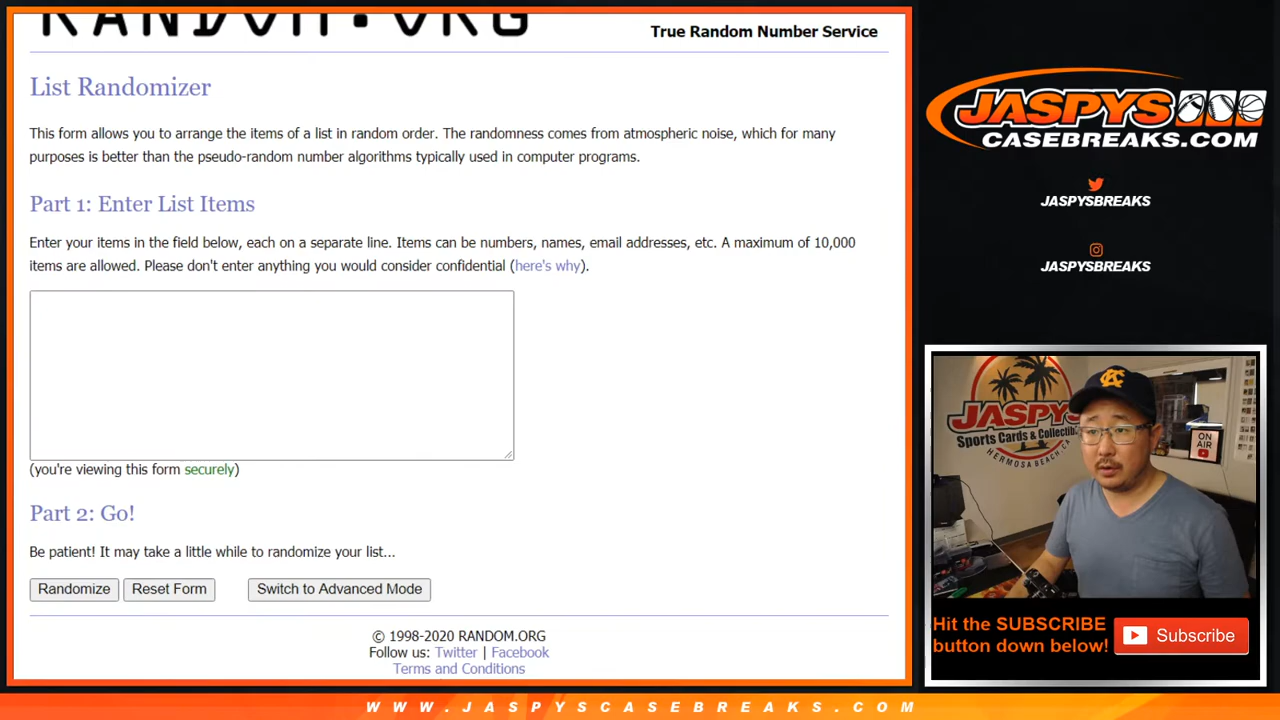 RANDOM.ORG
True Random Number Service
List Randomizer
This form allows you to arrange the items of a list in random order. The randomness comes from atmospheric noise, which for many
purposes is better than the pseudo-random number algorithms typically used in computer programs.
Part 1: Enter List Items
Enter your items in the field below, each on a separate line. Items can be numbers, names, email addresses, etc. A maximum of 10,000
items are allowed. Please don't enter anything you would consider confidential (here's why).
(you're viewing this form securely)
Part 2: Go!
Be patient! It may take a little while to randomize your list...
Randomize Reset Form Switch to Advanced Mode
© 1998-2020 RANDOM.ORG
Follow us: Twitter | Facebook
Terms and Conditions
JASPYS
CASEBREAKS.COM
JASPYSBREAKS
JASPYSBREAKS
JASPYS
Sports Cards & Collectibl
HERMOSA BEACH, CA
ON
AIR
Hit the SUBSCRIBE
button down below!
Subscribe
WWW.JASPYSCASEBREAKS.COM